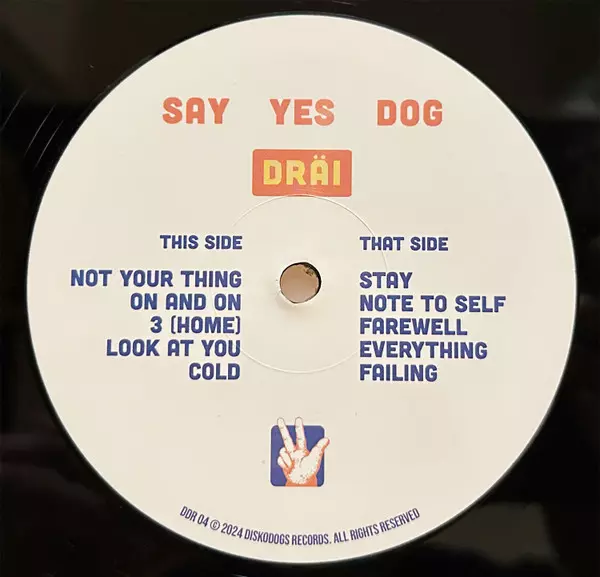 SAY YES DOG
DRÄI
THIS SIDE
NOT YOUR THING
ON AND ON
3 (HOME)
LOOK AT YOU
COLD
THAT SIDE
STAY
NOTE TO SELF
FAREWELL
EVERYTHING
FAILING
DDR 04 © 2024 DISKODOGS RECORDS. ALL RIGHTS RESERVED